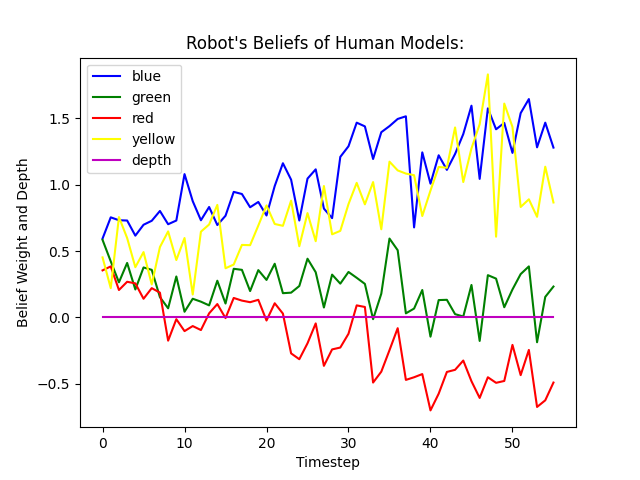 Robot's Beliefs of Human Models:
blue
green
red
yellow
depth
Belief Weight and Depth
1.5
1.0
0.5
0.0
−0.5
0 10 20 30 40 50
Timestep